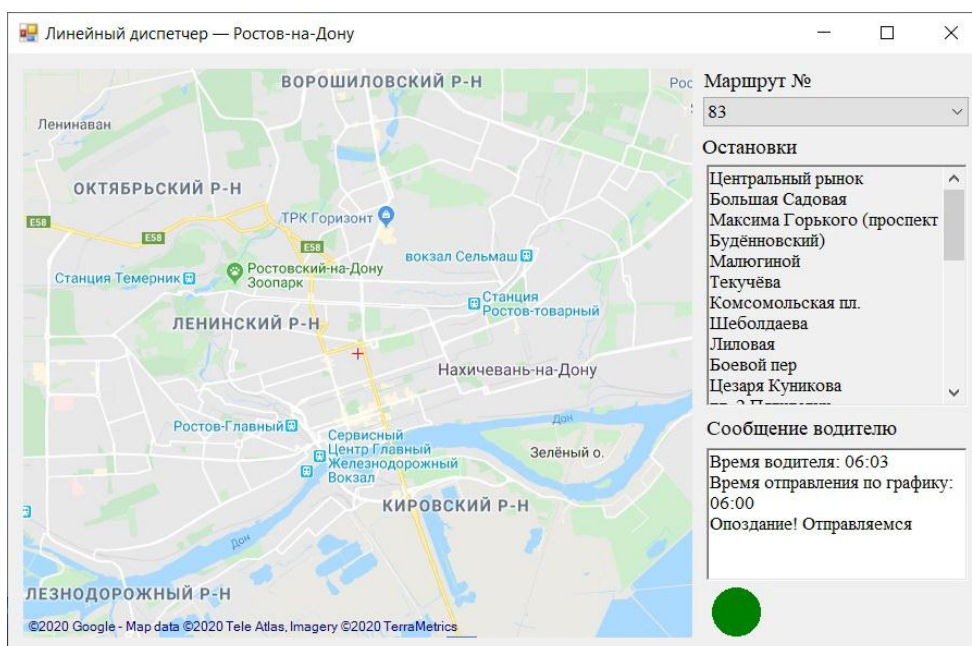 Линейный диспетчер — Ростов-на-Дону
ВОРОШИЛОВСКИЙ Р-Н
Рос
Ленинаван
ОКТЯБРЬСКИЙ Р-Н
ТРК Горизонт
E58
E58
E58
вокзал Сельмаш
Станция Темерник
Ростовский-на-Дону
Зоопарк
Станция
Ростов-товарный
ЛЕНИНСКИЙ Р-Н
Нахичевань-на-Дону
Ростов-Главный
Сервисный
Центр Главный
Железнодорожный
Вокзал
Дон
Зелёный о.
КИРОВСКИЙ Р-Н
Дон
ЛЕЗНОДОРОЖНЫЙ Р-Н
©2020 Google - Map data ©2020 Tele Atlas, Imagery ©2020 TerraMetrics
Маршрут №
83
Остановки
Центральный рынок
Большая Садовая
Максима Горького (проспект
Будённовский)
Малюгиной
Текучёва
Комсомольская пл.
Шеболдаева
Лиловая
Боевой пер
Цезаря Куникова
Сообщение водителю
Время водителя: 06:03
Время отправления по графику:
06:00
Опоздание! Отправляемся